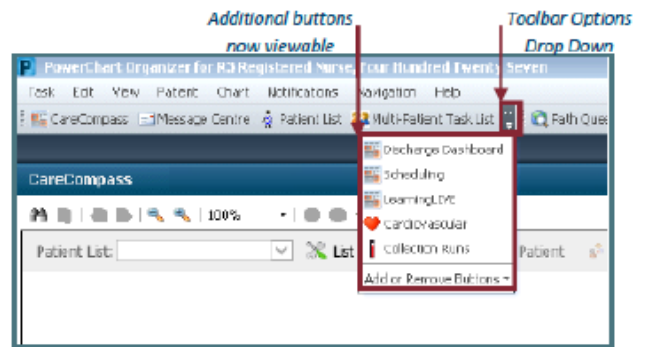 Additional buttons
now viewable
Toolbar Options
Drop Down
PowerChart Organizer for R3 Registered Nurse, Four Hundred Twenty Seven
Task Edit View Patient Chart Notifications Navigation Help
CareCompass Message Centre Patient List Multi-Patient Task List Path
Discharge Dashboard
Scheduling
LearningLIVE
Cardiovascular
Collection Runs
Add or Remove Buttons
CareCompass
100%
Patient List: List Patient